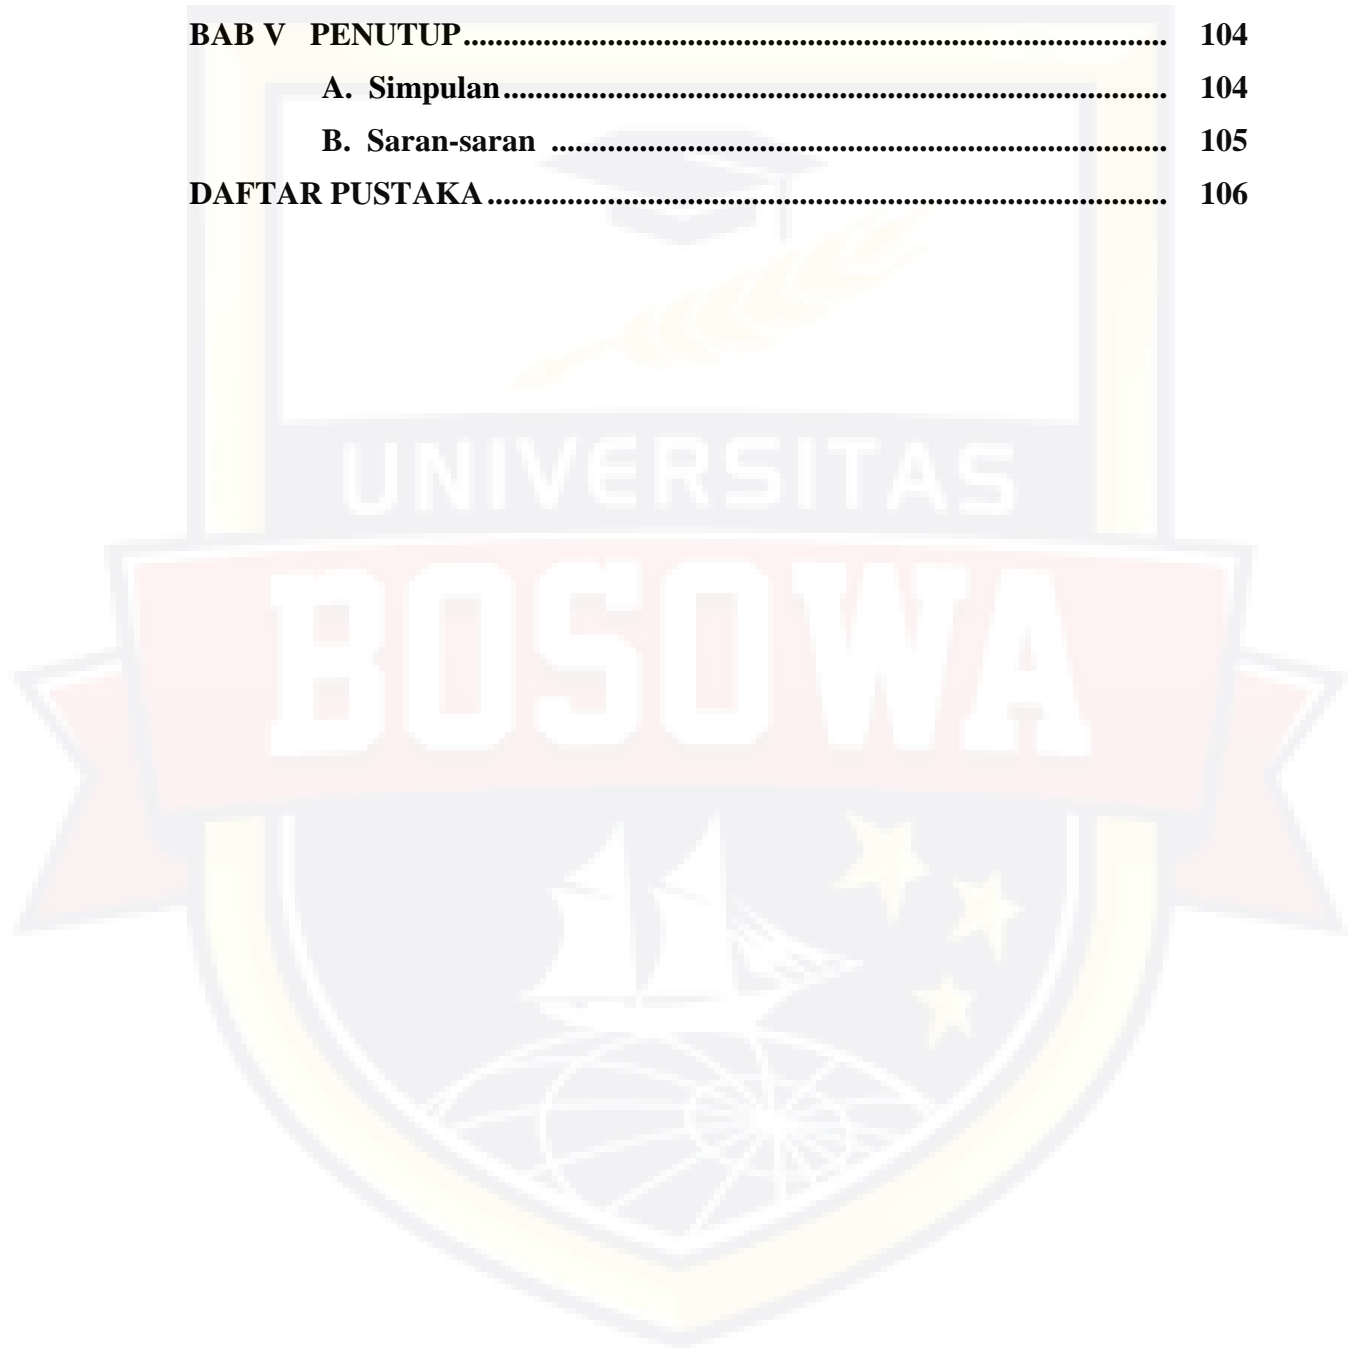 BAB V PENUTUP........................................................................ 104
A. Simpulan........................................................................ 104
B. Saran-saran ........................................................................ 105
DAFTAR PUSTAKA........................................................................ 106
UNIVERSITAS
BOSOWA